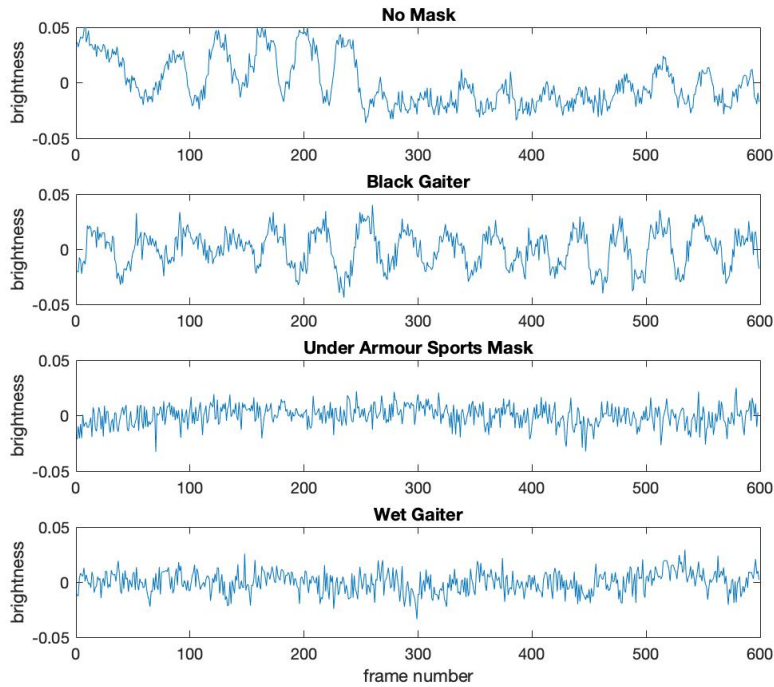 No Mask
0.05
brightness
0
-0.05
0 100 200 300 400 500 600
Black Gaiter
0.05
brightness
0
-0.05
0 100 200 300 400 500 600
Under Armour Sports Mask
0.05
brightness
0
-0.05
0 100 200 300 400 500 600
Wet Gaiter
0.05
brightness
0
-0.05
0 100 200 300 400 500 600
frame number